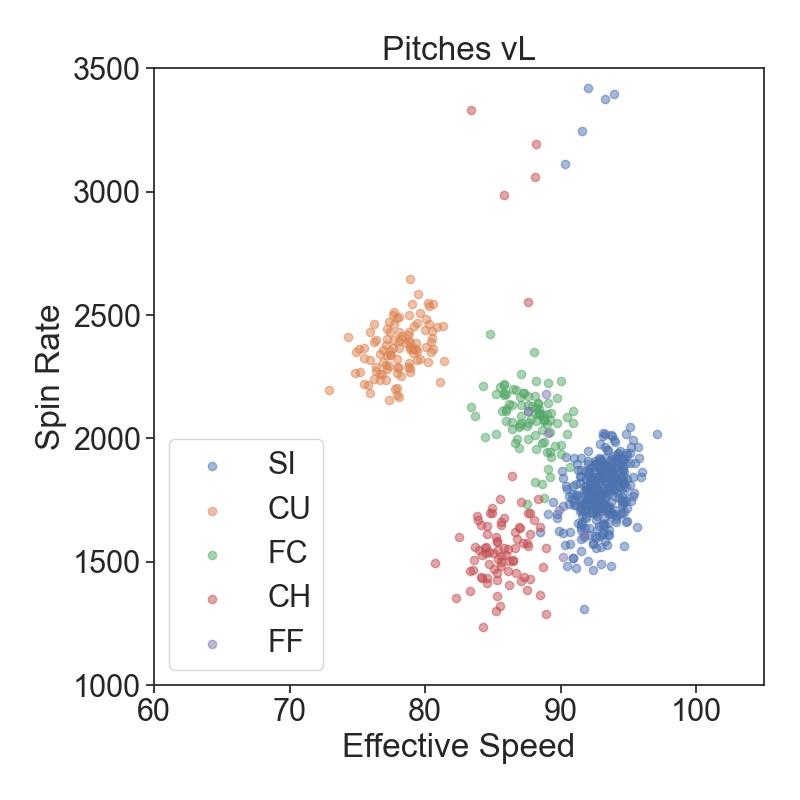 Pitches vL
3500
3000
2500
2000
1500
1000
Spin Rate
SI
CU
FC
CH
FF
60 70 80 90 100
Effective Speed